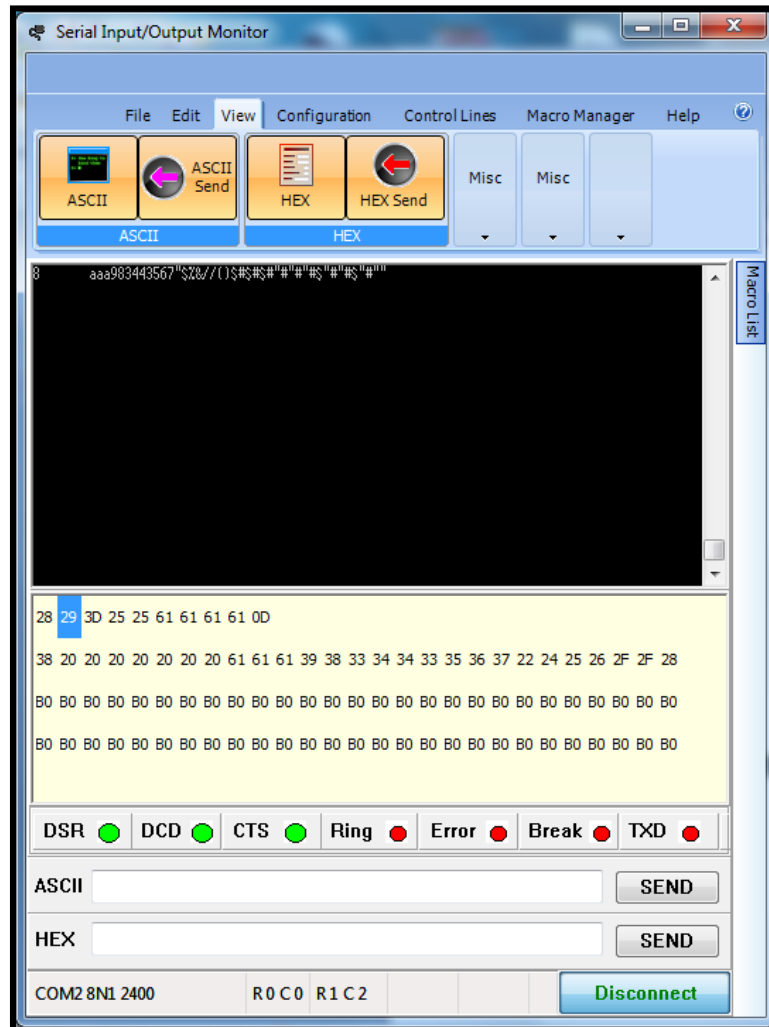 Serial Input/Output Monitor
File Edit View Configuration Control Lines Macro Manager Help
ASCII
ASCII Send
HEX
HEX Send
Misc
Misc
ASCII
HEX
8 aaa983443567"$%&//()$#$#$#"#"#"#$"#"#$"#""
Macro List
28 29 3D 25 25 61 61 61 61 0D
38 20 20 20 20 20 20 20 61 61 61 39 38 33 34 34 33 35 36 37 22 24 25 26 2F 2F 28
B0 B0 B0 B0 B0 B0 B0 B0 B0 B0 B0 B0 B0 B0 B0 B0 B0 B0 B0 B0 B0 B0 B0 B0 B0 B0 B0
B0 B0 B0 B0 B0 B0 B0 B0 B0 B0 B0 B0 B0 B0 B0 B0 B0 B0 B0 B0 B0 B0 B0 B0 B0 B0 B0
DSR DCD CTS Ring Error Break TXD
ASCII SEND
HEX SEND
COM2 8N1 2400 R 0 C 0 R 1 C 2 Disconnect